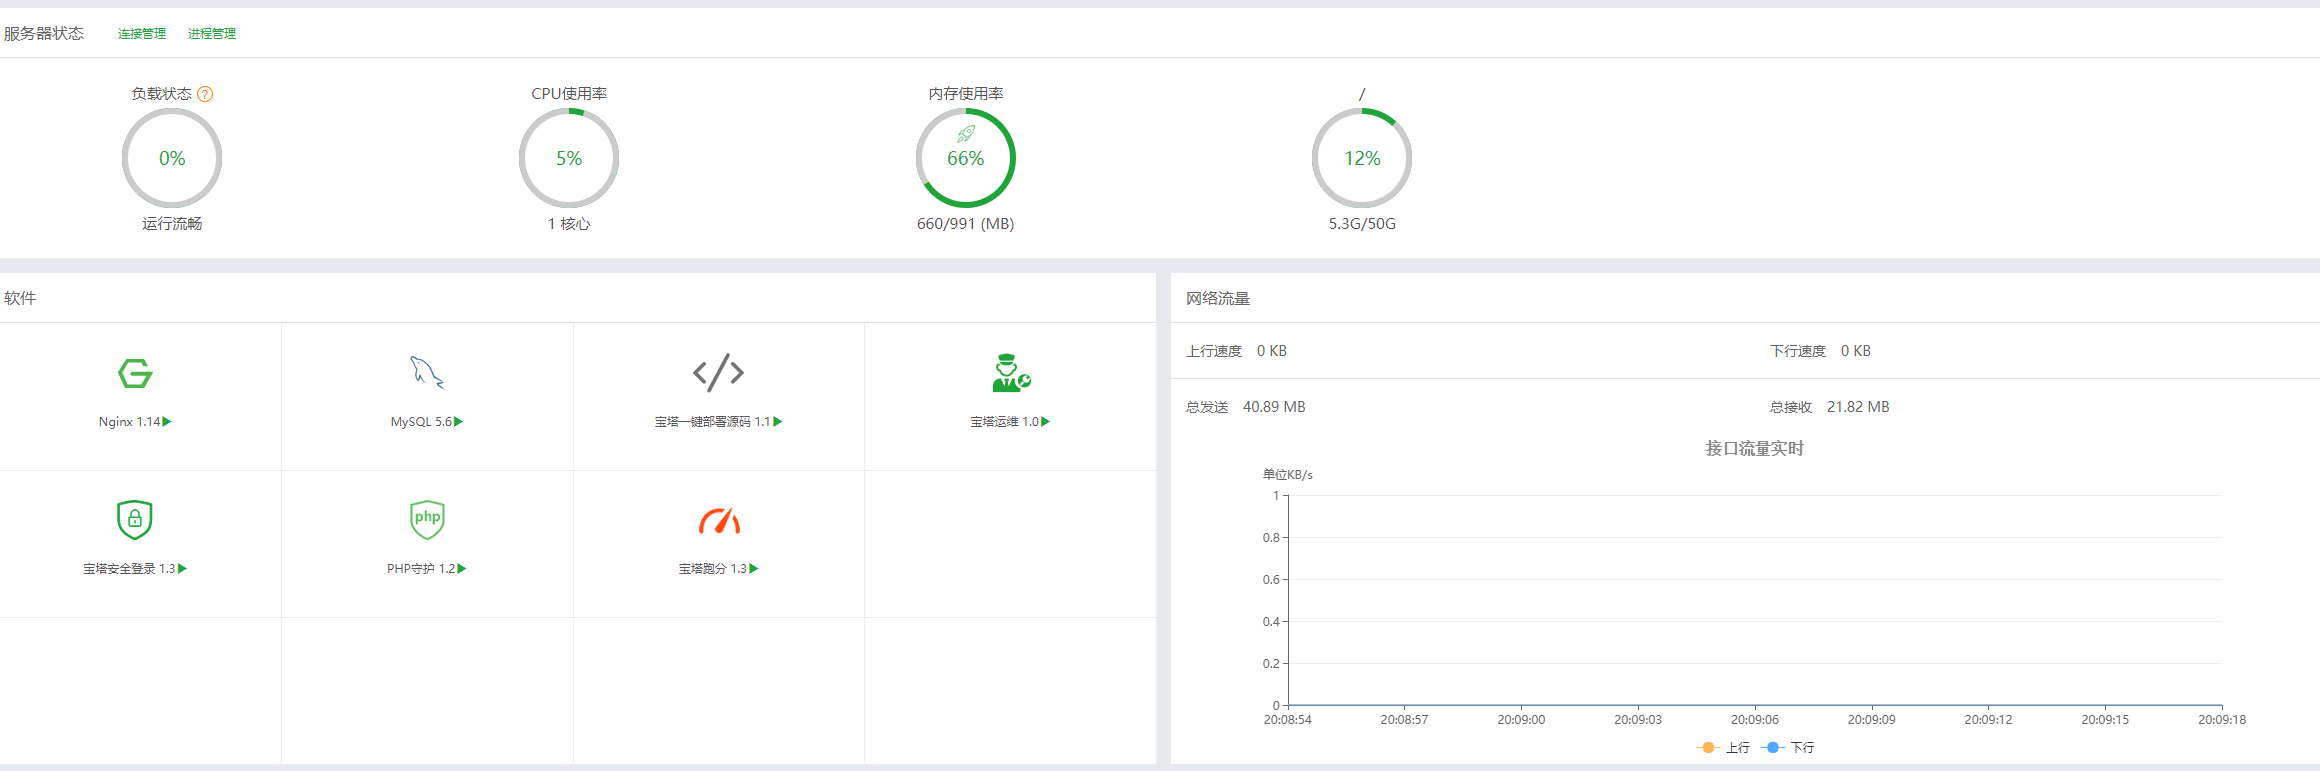 服务器状态 连接管理 进程管理
负载状态 ?
0%
运行流畅
CPU使用率
5%
1 核心
内存使用率
66%
660/991 (MB)
/
12%
5.3G/50G
软件
Nginx 1.14
MySQL 5.6
宝塔一键部署源码 1.1
宝塔运维 1.0
宝塔安全登录 1.3
php
PHP守护 1.2
宝塔跑分 1.3
网络流量
上行速度 0 KB
下行速度 0 KB
总发送 40.89 MB
总接收 21.82 MB
接口流量实时
单位KB/s
1
0.8
0.6
0.4
0.2
0
20:08:54 20:08:57 20:09:00 20:09:03 20:09:06 20:09:09 20:09:12 20:09:15 20:09:18
上行 下行